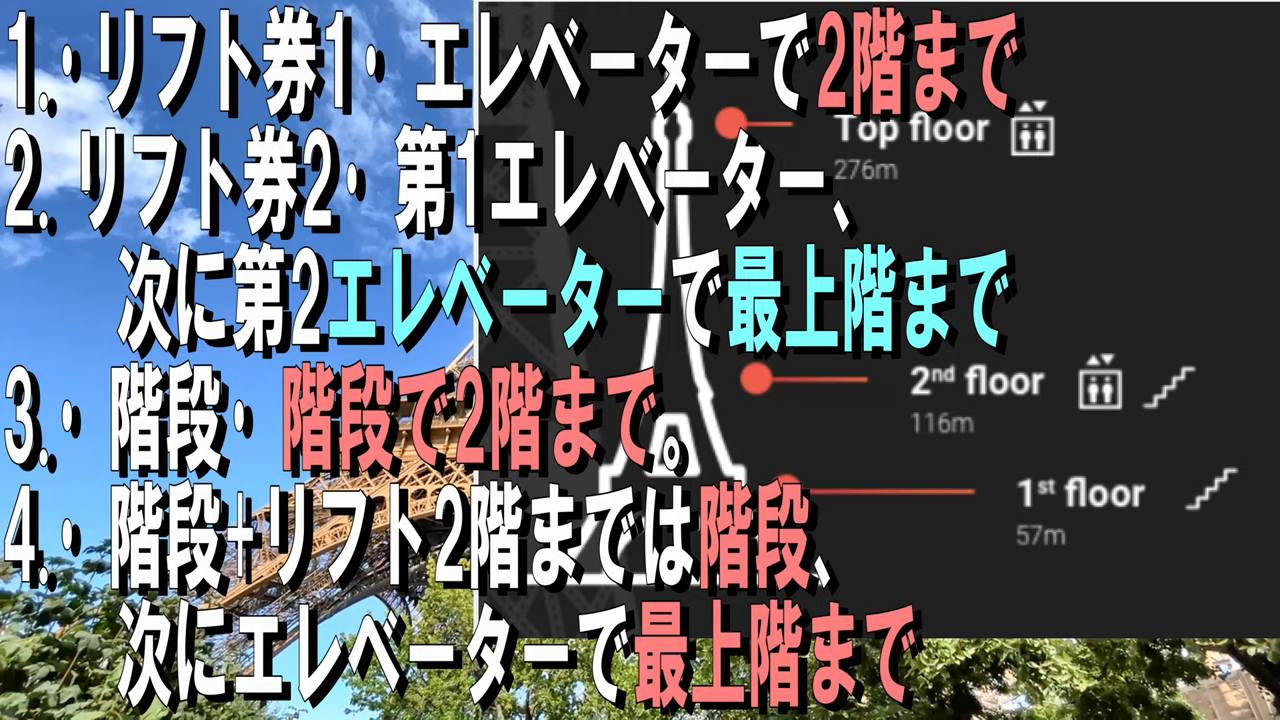 1.・リフト券1・ エレベーターで2階まで
2. リフト券2・ 第1エレベーター、
次に第2エレベーターで最上階まで
3.・ 階段・ 階段で2階まで。
4.・ 階段+リフト2階までは階段、
次にエレベーターで最上階まで
Top floor
276m
2nd floor
116m
1st floor
57m